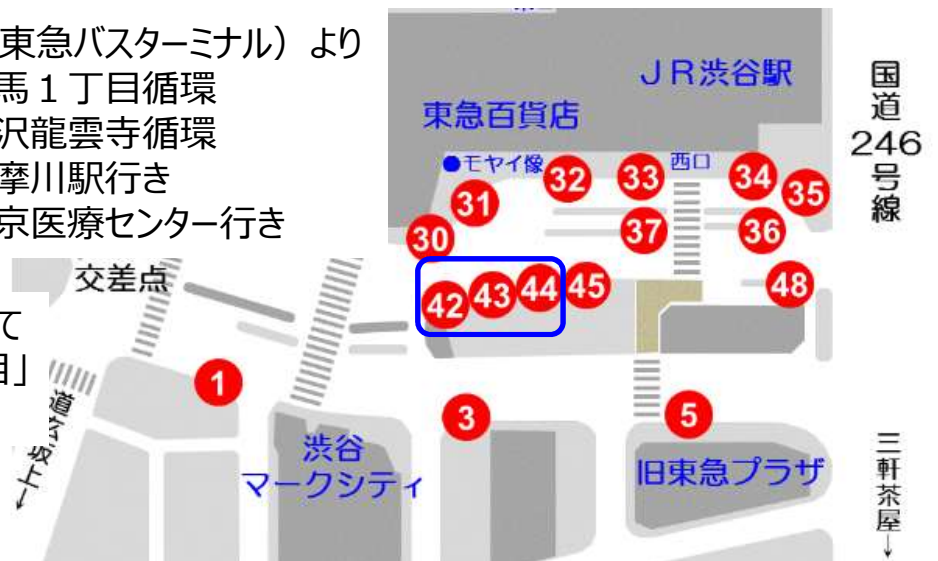 東急バスターミナル）より
馬１丁目循環
沢龍雲寺循環
摩川駅行き
京医療センター行き
ＪＲ渋谷駅
東急百貨店
●モヤイ像
西口
国道
246
号線
32
33
34
35
31
30
37
36
交差点
42
43
44
45
48
て
目」
1
3
5
道玄坂上→
渋谷
マークシティ
旧東急プラザ
三軒茶屋→